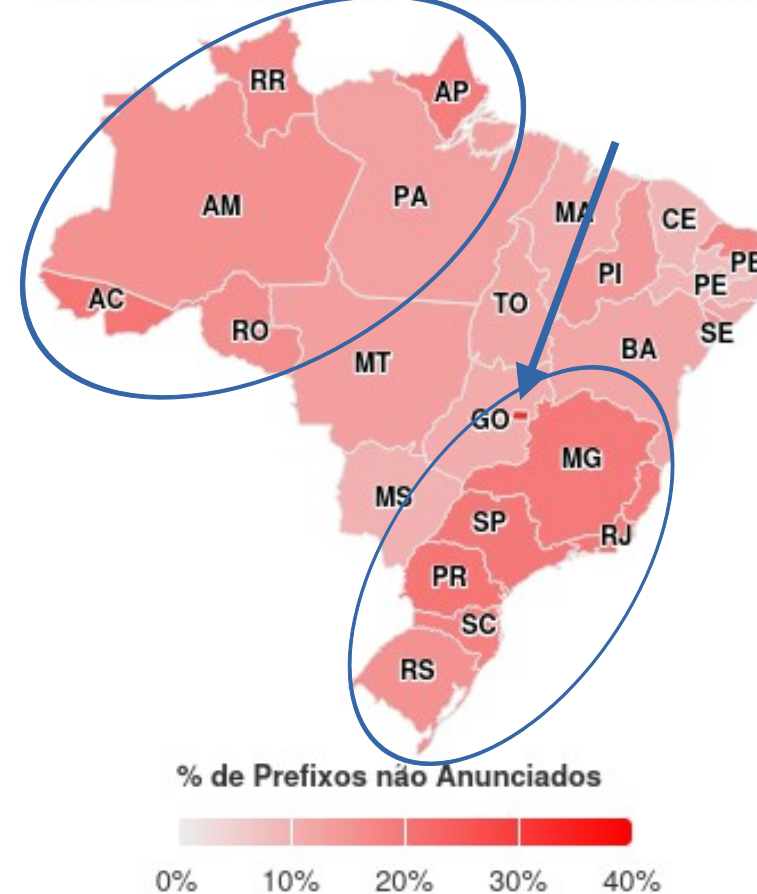 RR
AP
AM
PA
MA
CE
PI
PE
AC
TO
RO
SE
MT
BA
GO
MG
MS
SP
RJ
PR
SC
RS
% de Prefixos não Anunciados
0% 10% 20% 30% 40%